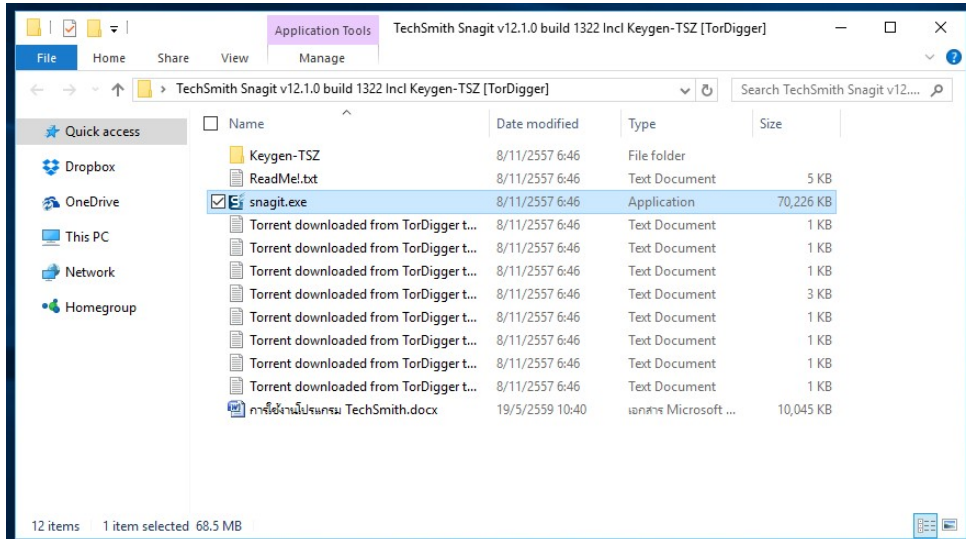 Application Tools TechSmith Snagit v12.1.0 build 1322 Incl Keygen-TSZ [TorDigger]
File Home Share View Manage
TechSmith Snagit v12.1.0 build 1322 Incl Keygen-TSZ [TorDigger] Search TechSmith Snagit v12....
Name Date modified Type Size
Quick access
Dropbox
OneDrive
This PC
Network
Homegroup
Keygen-TSZ 8/11/2557 6:46 File folder
ReadMe!.txt 8/11/2557 6:46 Text Document 5 KB
snagit.exe 8/11/2557 6:46 Application 70,226 KB
Torrent downloaded from TorDigger t... 8/11/2557 6:46 Text Document 1 KB
Torrent downloaded from TorDigger t... 8/11/2557 6:46 Text Document 1 KB
Torrent downloaded from TorDigger t... 8/11/2557 6:46 Text Document 1 KB
Torrent downloaded from TorDigger t... 8/11/2557 6:46 Text Document 3 KB
Torrent downloaded from TorDigger t... 8/11/2557 6:46 Text Document 1 KB
Torrent downloaded from TorDigger t... 8/11/2557 6:46 Text Document 1 KB
Torrent downloaded from TorDigger t... 8/11/2557 6:46 Text Document 1 KB
Torrent downloaded from TorDigger t... 8/11/2557 6:46 Text Document 1 KB
การใช้งานโปรแกรม TechSmith.docx 19/5/2559 10:40 เอกสาร Microsoft ... 10,045 KB
12 items 1 item selected 68.5 MB